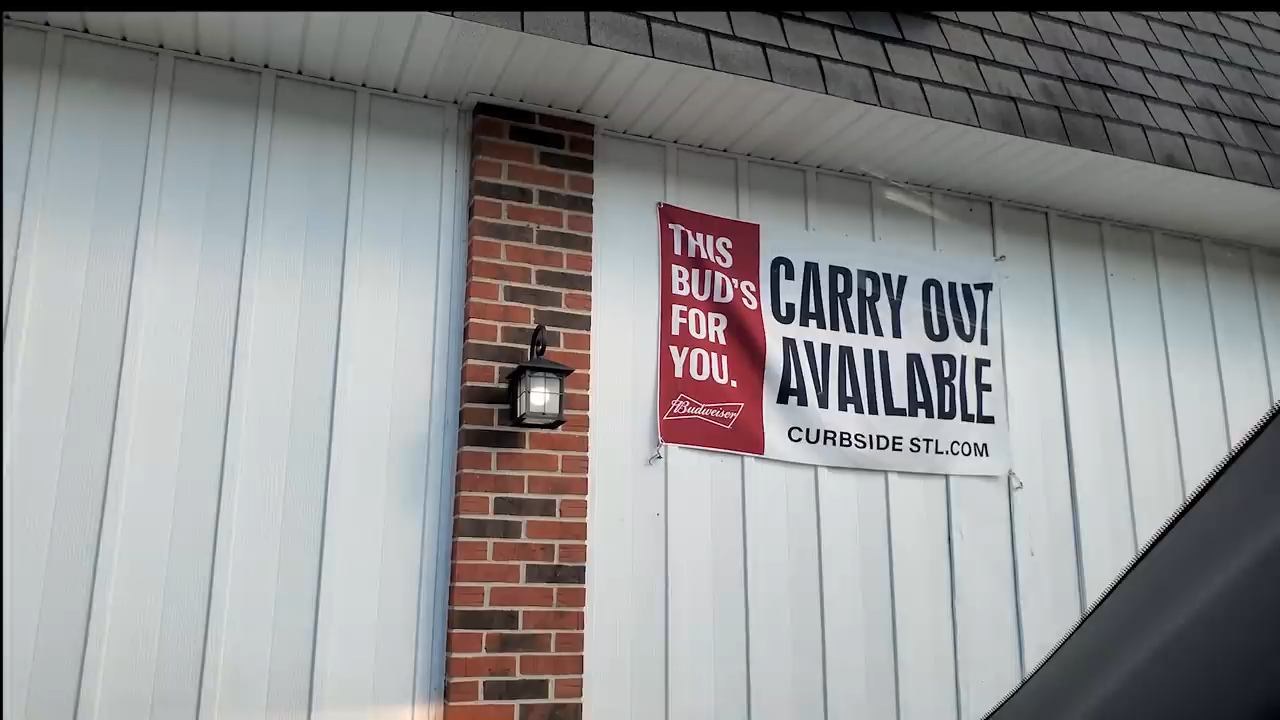 THIS
BUD'S
FOR
YOU.
Budweiser
CARRY OUT
AVAILABLE
CURBSIDE STL.COM